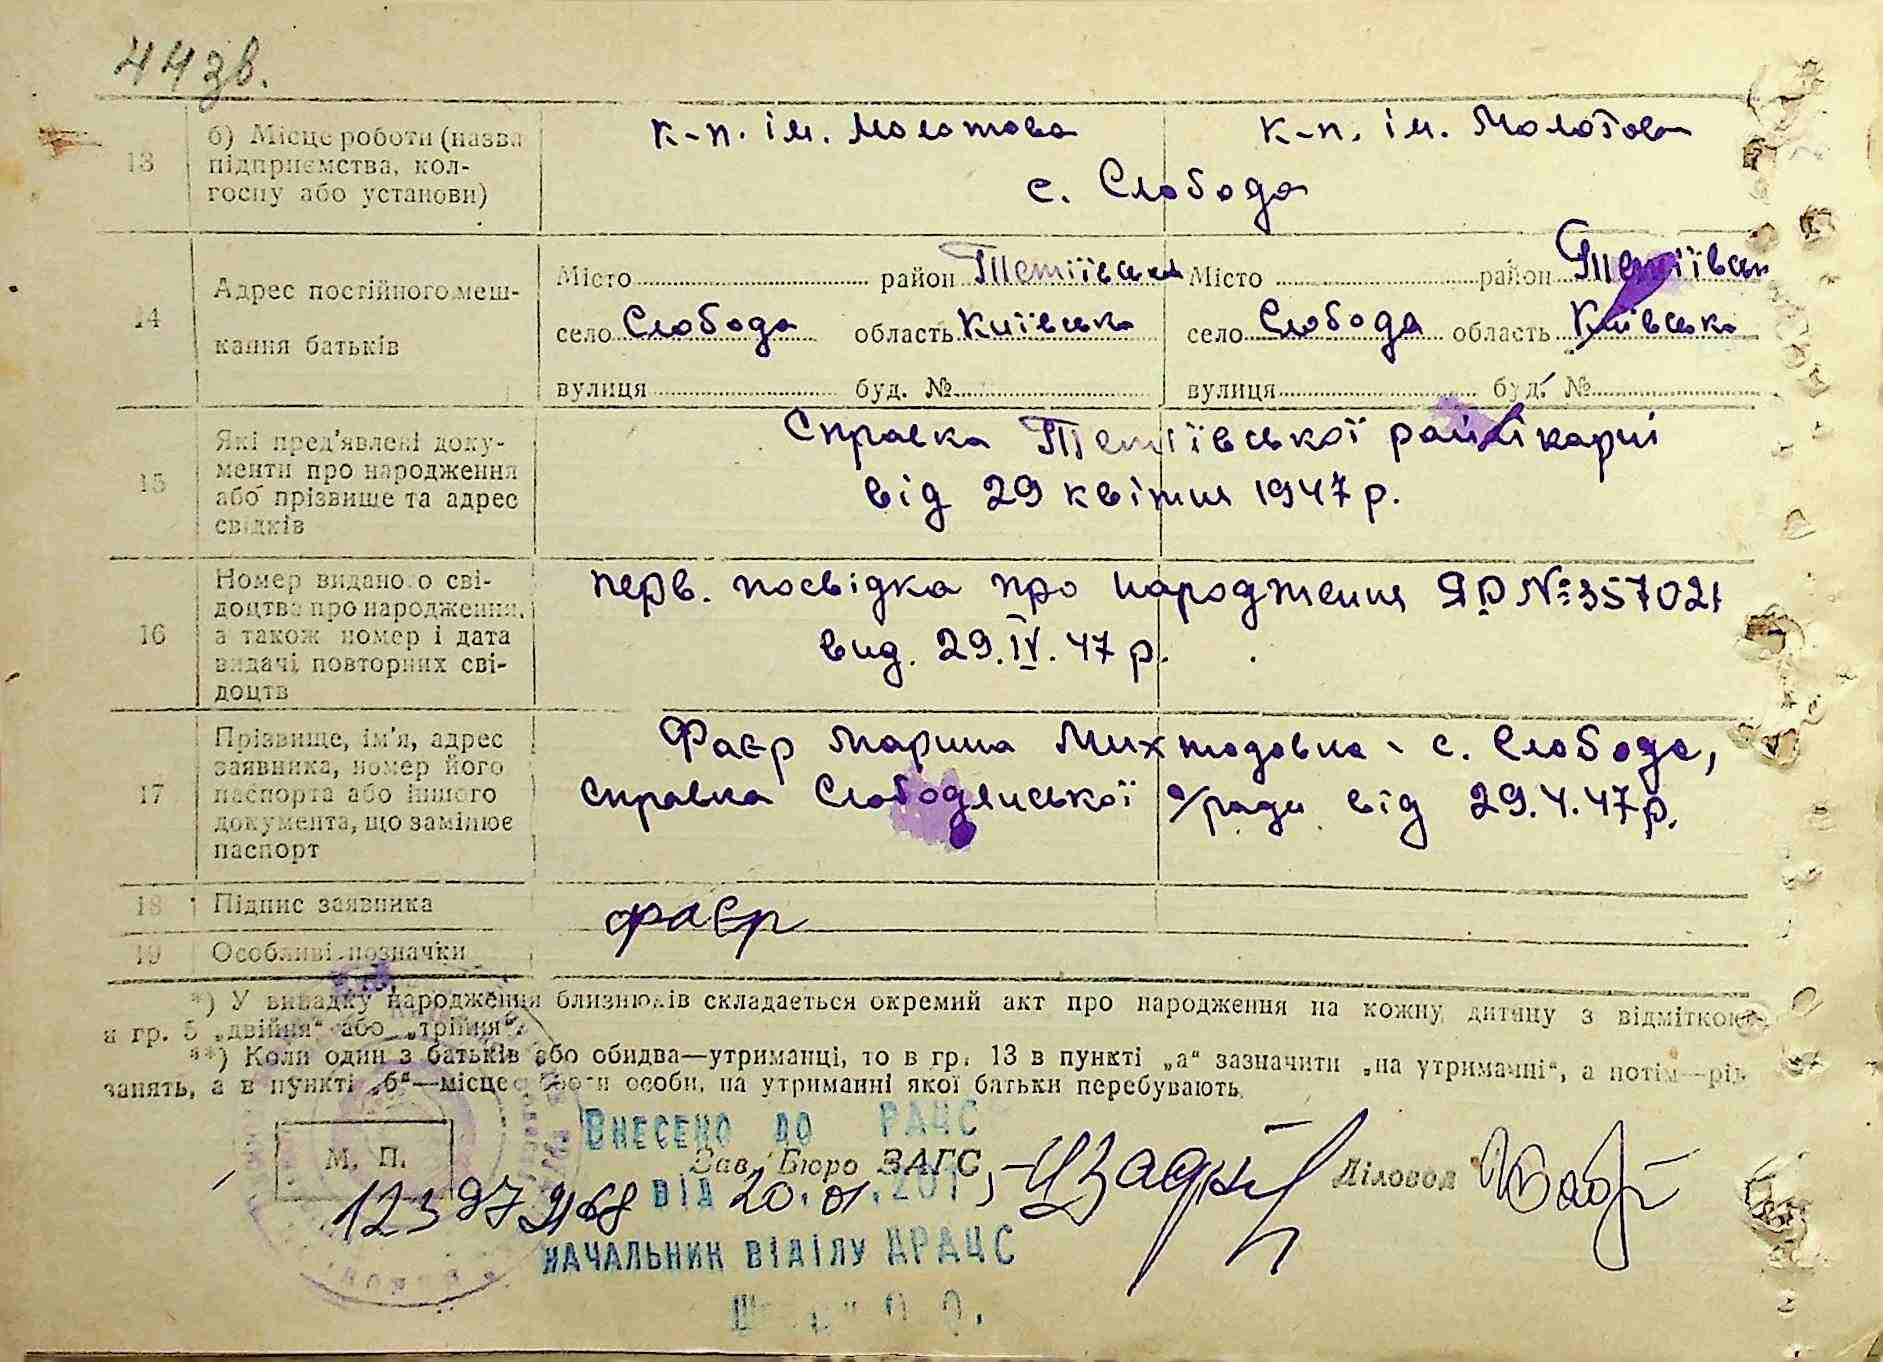 44 зв.
13 б) Місце роботи (назва підприємства, колгоспу або установи)
к-п. ім. Молотова к-п. ім. Молотова
с. Слобода
14 Адрес постійного мешкання батьків
Місто район Тетіївськ Місто район Тетіївськ
село Слобода область Київська село Слобода область Київська
вулиця буд. № вулиця буд. №
15 Які пред'явлені документи про народження або прізвище та адрес свідків
Справка Тетіївської райлікарні
від 29 квітня 1947 р.
16 Номер виданого свідоцтва про народження, а також номер і дата видачі повторних свідоцтв
перв. посвідка про народження ЯР № 357021
вид. 29.IV.47 р.
17 Прізвище, ім'я, адрес заявника, номер його паспорта або іншого документа, що замінює паспорт
Фаєр Марина с. Слобода,
Справка Слободянської с/ради від 29.4.47 р.
18 Підпис заявника
Фаєр
19 Особливі позначки
*) У випадку народження близнюків складається окремий акт про народження на кожну дитину з відміткою
в гр. 5 „двійня“ або „трійня“.
**) Коли один з батьків або обидва—утриманці, то в гр. 13 в пункті „а“ зазначити „на утриманні“, а потім—рід
занять, а в пункті „б“—місце роботи особи, на утриманні якої батьки перебувають.
Внесено до РАЦС
М. П. Зав. Бюро ЗАГС Діловод
від 20.01.201
начальник відділу ДРАЦС